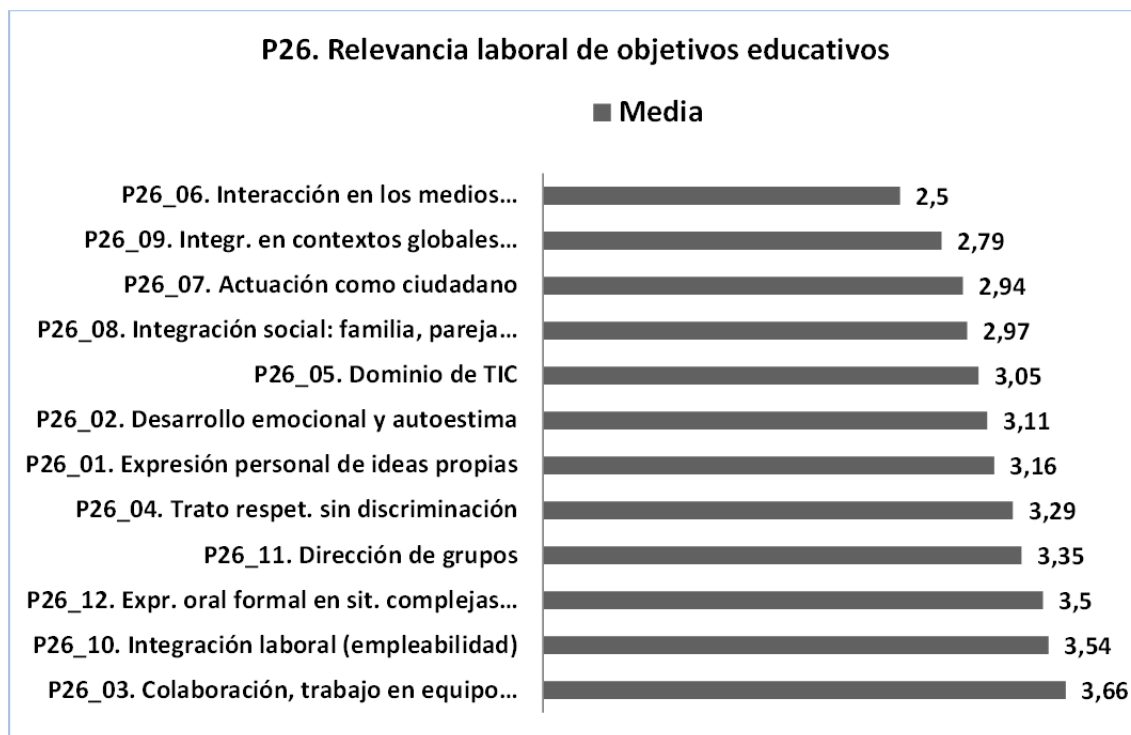 P26. Relevancia laboral de objetivos educativos
Media
P26_06. Interacción en los medios... 2,5
P26_09. Integr. en contextos globales... 2,79
P26_07. Actuación como ciudadano 2,94
P26_08. Integración social: familia, pareja... 2,97
P26_05. Dominio de TIC 3,05
P26_02. Desarrollo emocional y autoestima 3,11
P26_01. Expresión personal de ideas propias 3,16
P26_04. Trato respet. sin discriminación 3,29
P26_11. Dirección de grupos 3,35
P26_12. Expr. oral formal en sit. complejas... 3,5
P26_10. Integración laboral (empleabilidad) 3,54
P26_03. Colaboración, trabajo en equipo... 3,66